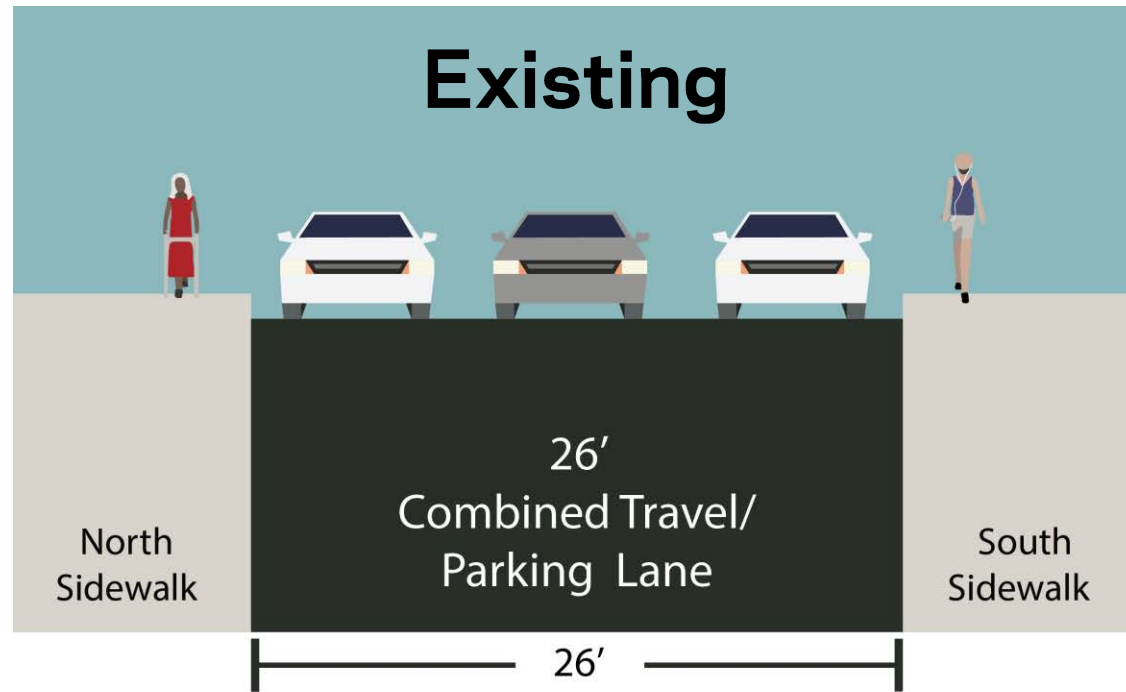 Existing
26′
Combined Travel/
Parking Lane
North
Sidewalk
South
Sidewalk
26′